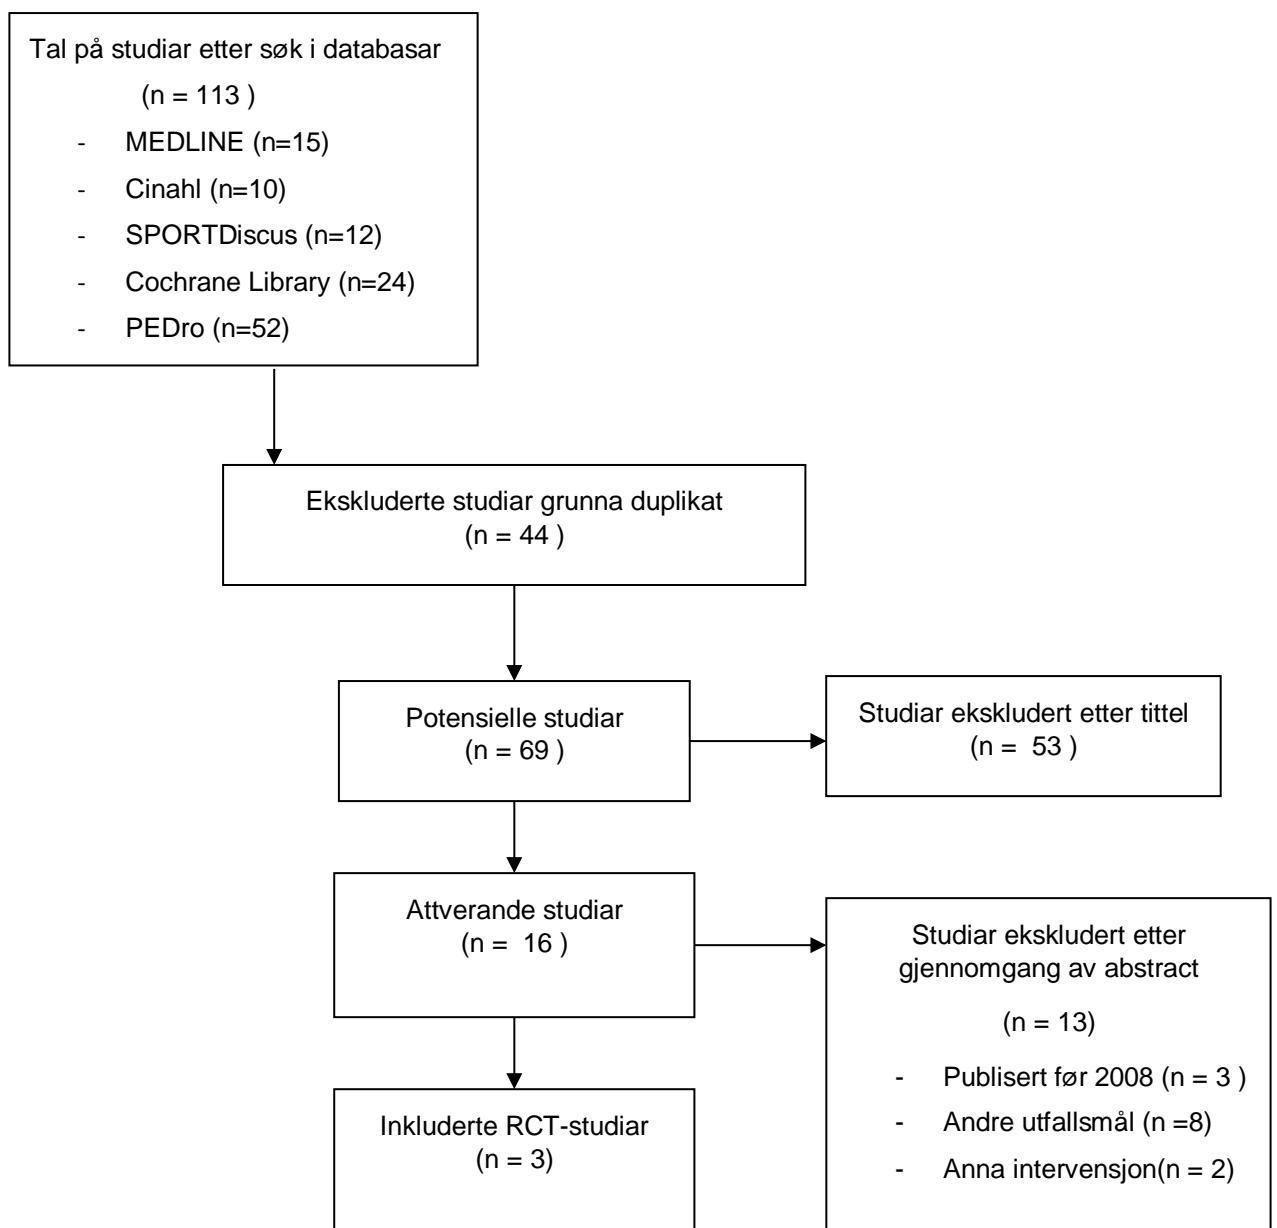 Tal på studiar etter søk i databasar
(n = 113 )
- MEDLINE (n=15)
- Cinahl (n=10)
- SPORTDiscus (n=12)
- Cochrane Library (n=24)
- PEDro (n=52)
Ekskluderte studiar grunna duplikat
(n = 44 )
Potensielle studiar
(n = 69 )
Studiar ekskludert etter tittel
(n = 53 )
Attverande studiar
(n = 16 )
Studiar ekskludert etter
gjennomgang av abstract
(n = 13)
- Publisert før 2008 (n = 3 )
- Andre utfallsmål (n =8)
- Anna intervensjon(n = 2)
Inkluderte RCT-studiar
(n = 3)